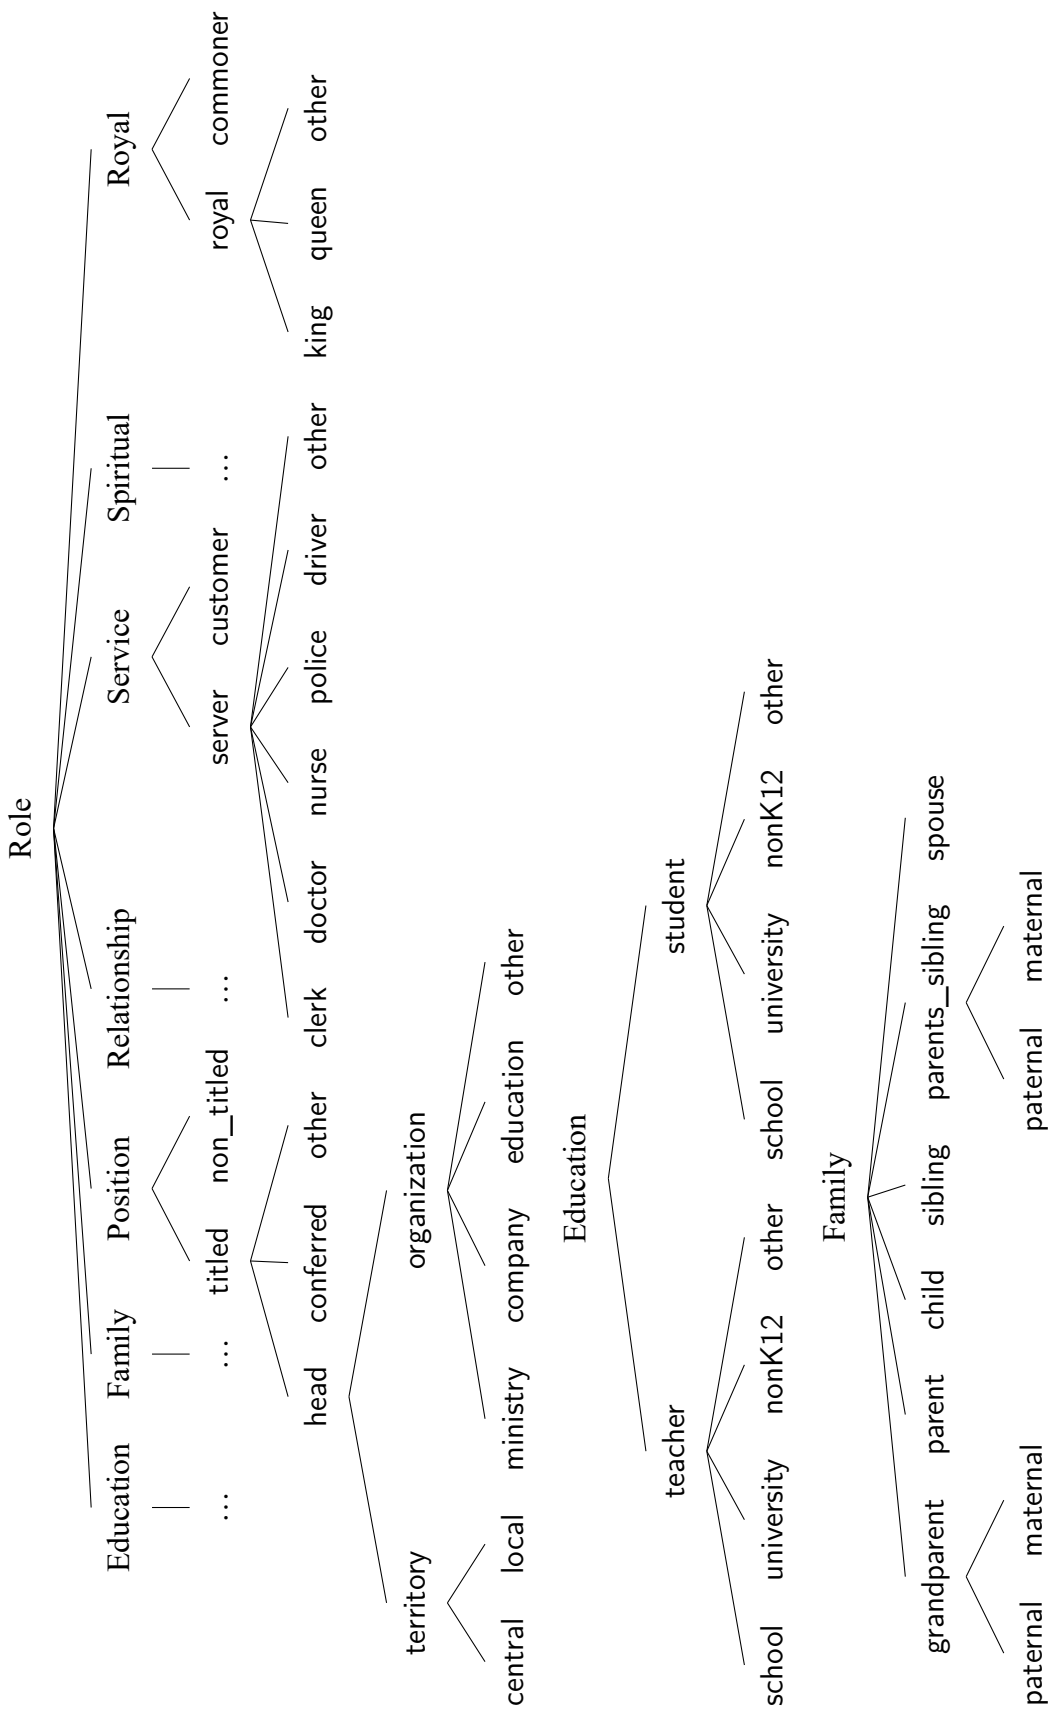 Role
Education Family Position Relationship Service Spiritual Royal
... ... titled non_titled ... server customer ... royal commoner
head conferred other clerk doctor nurse police driver other king queen other
territory organization
central local ministry company education other
Education
teacher student
school university nonK12 other school university nonK12 other
Family
grandparent parent child sibling parents_sibling spouse
paternal maternal paternal maternal